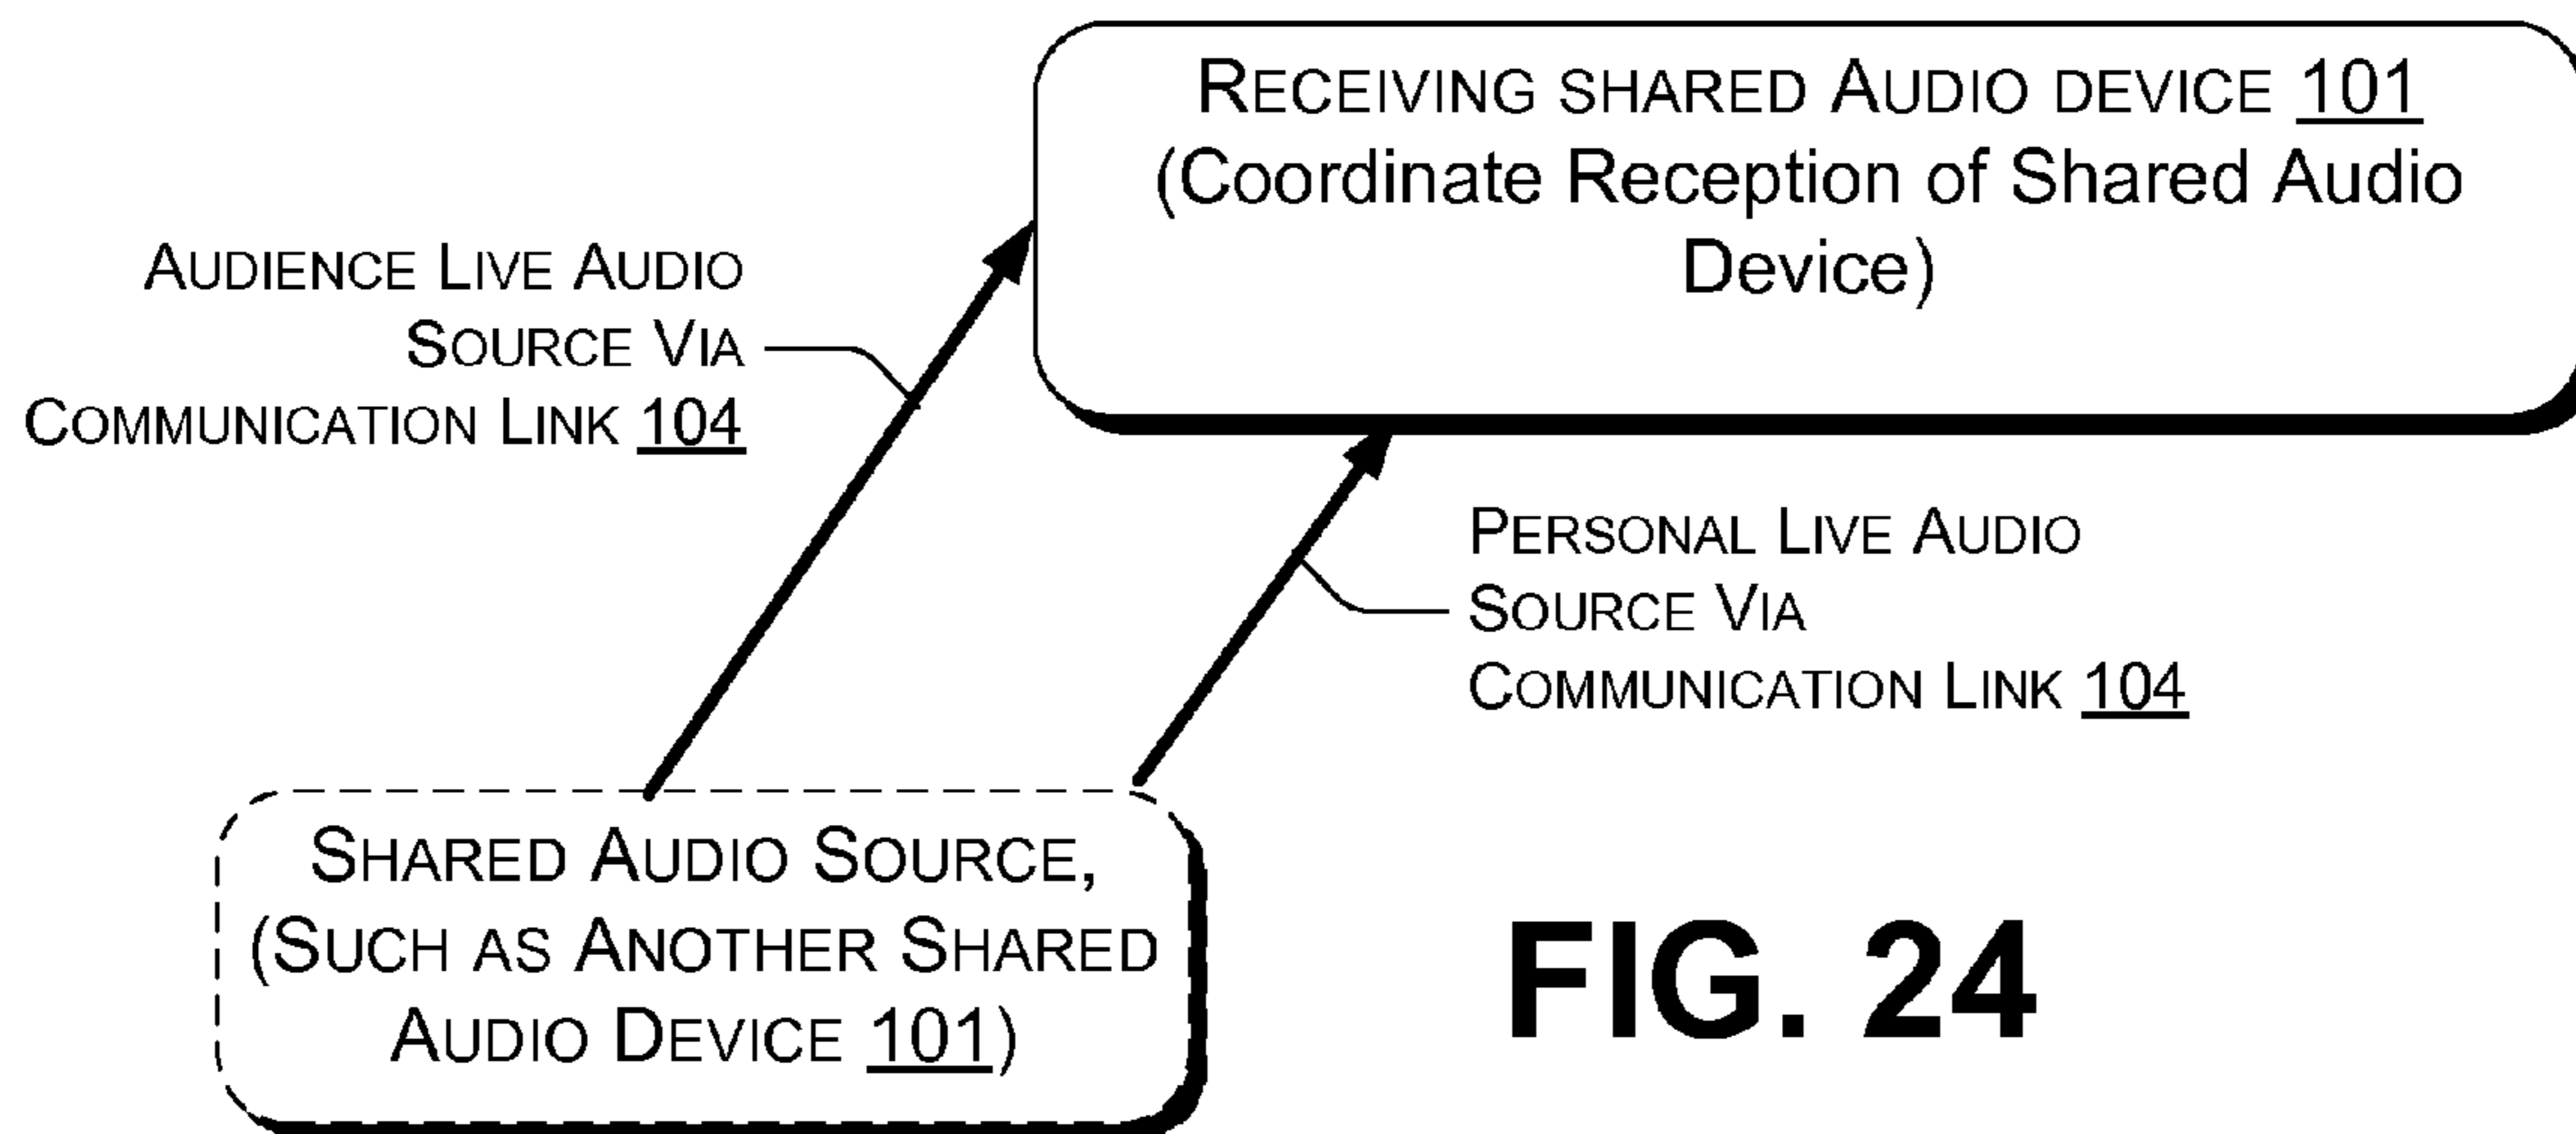 RECEIVING SHARED AUDIO DEVICE 101
(Coordinate Reception of Shared Audio
Device)
AUDIENCE LIVE AUDIO
SOURCE VIA
COMMUNICATION LINK 104
PERSONAL LIVE AUDIO
SOURCE VIA
COMMUNICATION LINK 104
SHARED AUDIO SOURCE,
(SUCH AS ANOTHER SHARED
AUDIO DEVICE 101)
FIG. 24